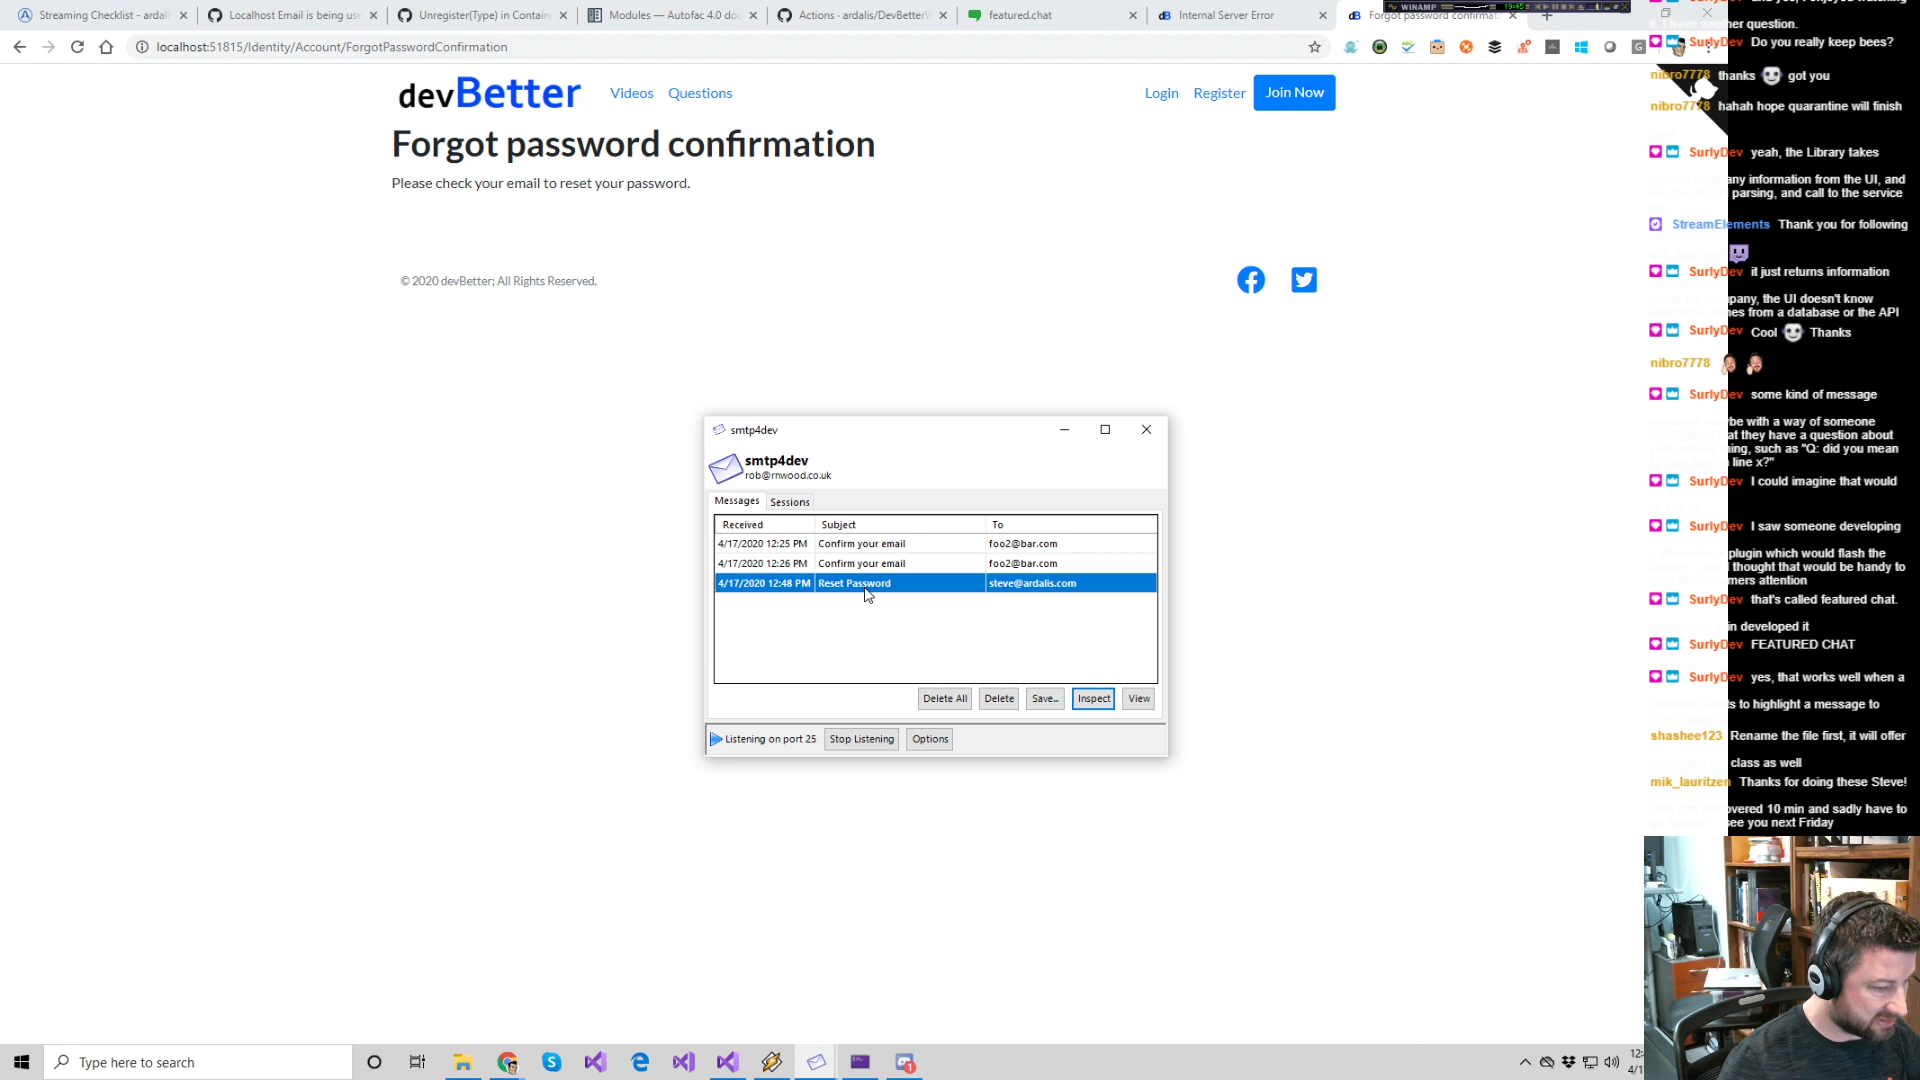 Streaming Checklist - ardali
Localhost Email is being use
Unregister(Type) in Contain
Modules — Autofac 4.0 do
Actions · ardalis/DevBetterV
featured.chat
Internal Server Error
Forgot password confirmati
WINAMP
localhost:51815/Identity/Account/ForgotPasswordConfirmation
devBetter
Videos
Questions
Login
Register
Join Now
Forgot password confirmation
Please check your email to reset your password.
© 2020 devBetter; All Rights Reserved.
smtp4dev
smtp4dev
rob@rnwood.co.uk
Messages
Sessions
Received Subject To
4/17/2020 12:25 PM Confirm your email foo2@bar.com
4/17/2020 12:26 PM Confirm your email foo2@bar.com
4/17/2020 12:48 PM Reset Password steve@ardalis.com
Delete All
Delete
Save...
Inspect
View
Listening on port 25
Stop Listening
Options
question.
SurlyDev Do you really keep bees?
nibro7778 thanks got you
nibro7778 hahah hope quarantine will finish
SurlyDev yeah, the Library takes
any information from the UI, and
parsing, and call to the service
StreamElements Thank you for following
SurlyDev it just returns information
pany, the UI doesn't know
es from a database or the API
SurlyDev Cool Thanks
nibro7778
SurlyDev some kind of message
be with a way of someone
at they have a question about
ing, such as "Q: did you mean
line x?"
SurlyDev I could imagine that would
SurlyDev I saw someone developing
plugin which would flash the
thought that would be handy to
mers attention
SurlyDev that's called featured chat.
in developed it
SurlyDev FEATURED CHAT
SurlyDev yes, that works well when a
s to highlight a message to
shashee123 Rename the file first, it will offer
class as well
mik_lauritzen Thanks for doing these Steve!
overed 10 min and sadly have to
see you next Friday
Type here to search
12:
4/1